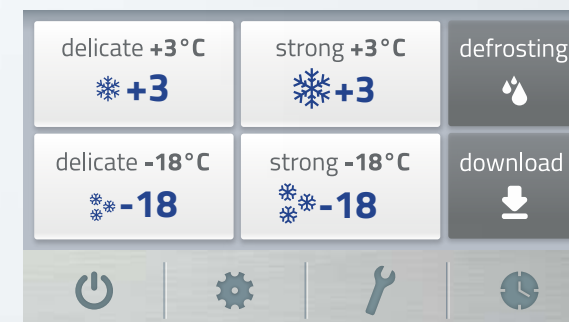 delicate +3°C
+3
strong +3°C
+3
defrosting
delicate -18°C
-18
strong -18°C
-18
download